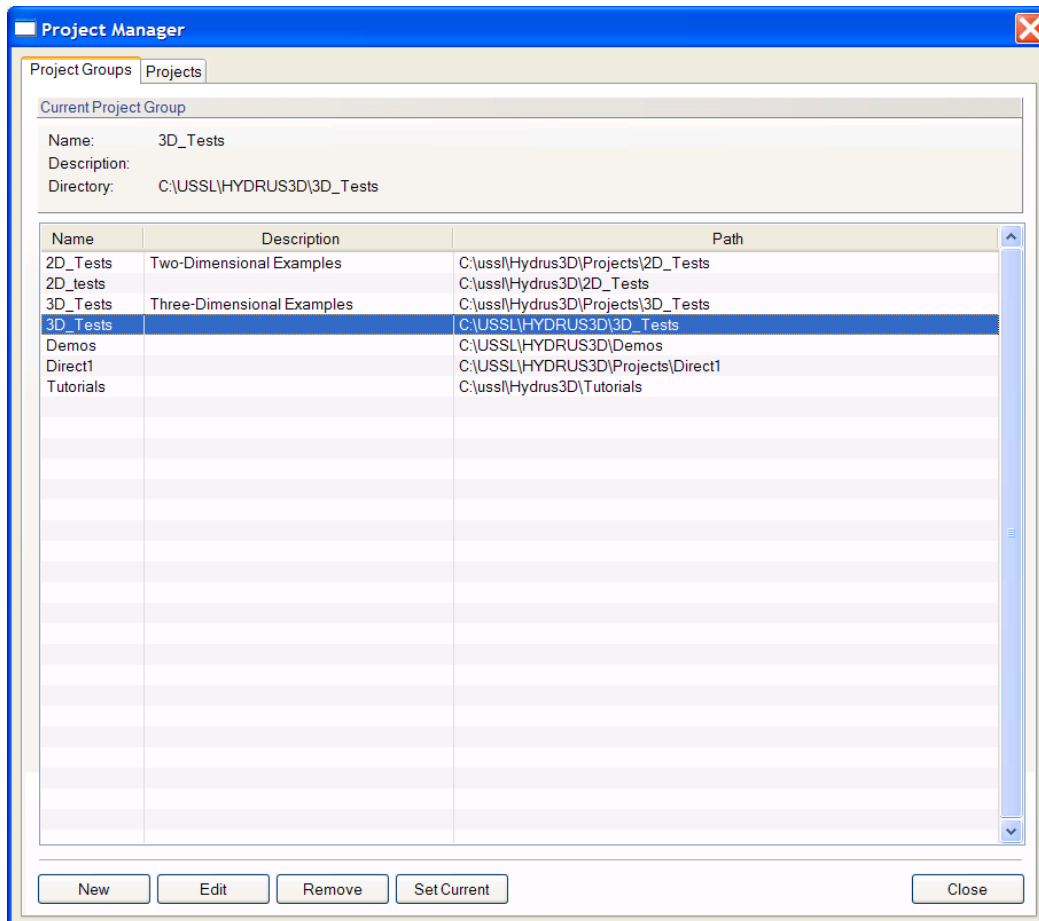 Project Manager
Project Groups Projects
Current Project Group
Name: 3D_Tests
Description:
Directory: C:\USSL\HYDRUS3D\3D_Tests
Name Description Path
2D_Tests Two-Dimensional Examples C:\ussl\Hydrus3D\Projects\2D_Tests
2D_tests C:\ussl\Hydrus3D\2D_Tests
3D_Tests Three-Dimensional Examples C:\ussl\Hydrus3D\Projects\3D_Tests
3D_Tests C:\USSL\HYDRUS3D\3D_Tests
Demos C:\USSL\HYDRUS3D\Demos
Direct1 C:\USSL\HYDRUS3D\Projects\Direct1
Tutorials C:\ussl\Hydrus3D\Tutorials
New Edit Remove Set Current Close